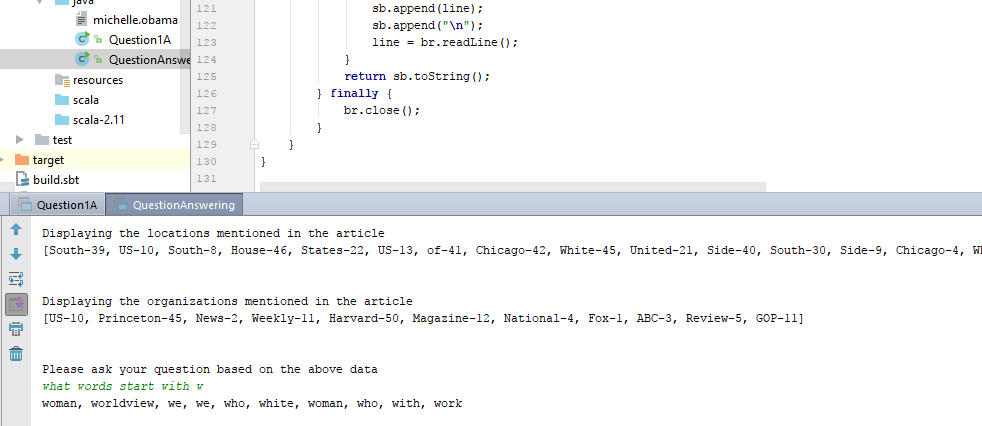 java
michelle.obama
Question1A
QuestionAnswe
resources
scala
scala-2.11
test
target
build.sbt
121 sb.append(line);
122 sb.append("\n");
123 line = br.readLine();
124 }
125 return sb.toString();
126 } finally {
127 br.close();
128 }
129 }
130 }
131
Question1A QuestionAnswering
Displaying the locations mentioned in the article
[South-39, US-10, South-8, House-46, States-22, US-13, of-41, Chicago-42, White-45, United-21, Side-40, South-30, Side-9, Chicago-4,
Displaying the organizations mentioned in the article
[US-10, Princeton-45, News-2, Weekly-11, Harvard-50, Magazine-12, National-4, Fox-1, ABC-3, Review-5, GOP-11]
Please ask your question based on the above data
what words start with w
woman, worldview, we, we, who, white, woman, who, with, work